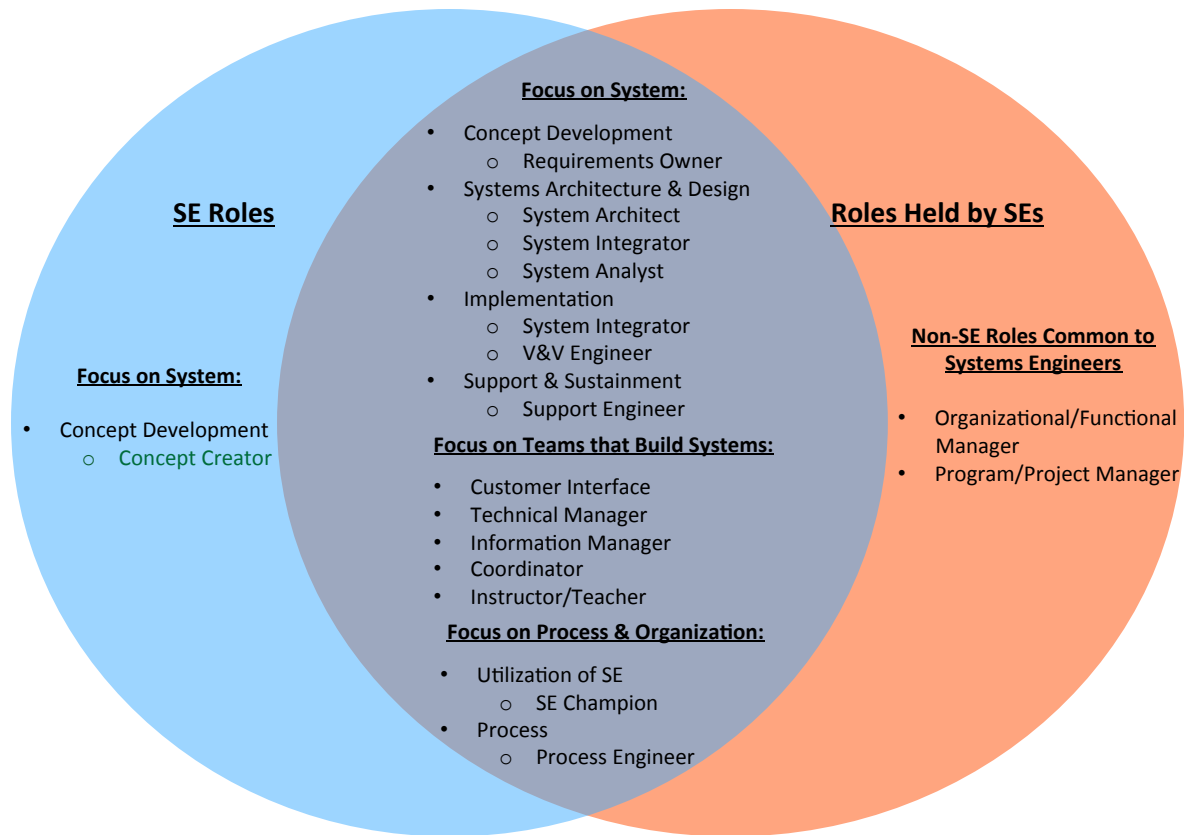 SE Roles
Focus on System:
• Concept Development
o Concept Creator
Focus on System:
• Concept Development
o Requirements Owner
• Systems Architecture & Design
o System Architect
o System Integrator
o System Analyst
• Implementation
o System Integrator
o V&V Engineer
• Support & Sustainment
o Support Engineer
Focus on Teams that Build Systems:
• Customer Interface
• Technical Manager
• Information Manager
• Coordinator
• Instructor/Teacher
Focus on Process & Organization:
• Utilization of SE
o SE Champion
• Process
o Process Engineer
Roles Held by SEs
Non-SE Roles Common to
Systems Engineers
• Organizational/Functional
Manager
• Program/Project Manager